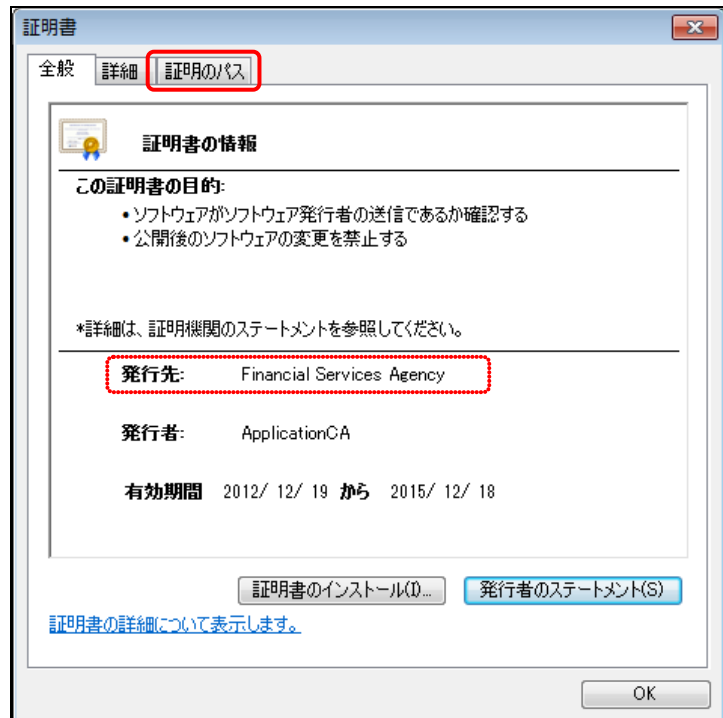 証明書
全般 詳細 証明のパス
証明書の情報
この証明書の目的:
• ソフトウェアがソフトウェア発行者の送信であるか確認する
• 公開後のソフトウェアの変更を禁止する
*詳細は、証明機関のステートメントを参照してください。
発行先: Financial Services Agency
発行者: ApplicationCA
有効期間 2012/ 12/ 19 から 2015/ 12/ 18
証明書のインストール(I)... 発行者のステートメント(S)
証明書の詳細について表示します。
OK